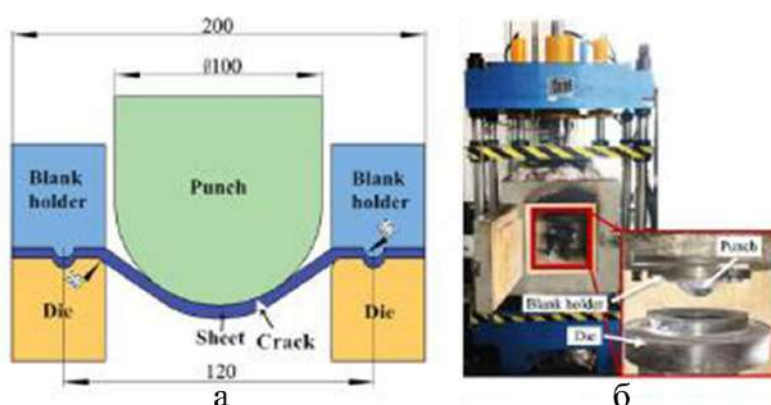 200
ø100
Blank
holder
Punch
Blank
holder
Die
Sheet
Crack
Die
120
а
Punch
Blank holder
Die
б